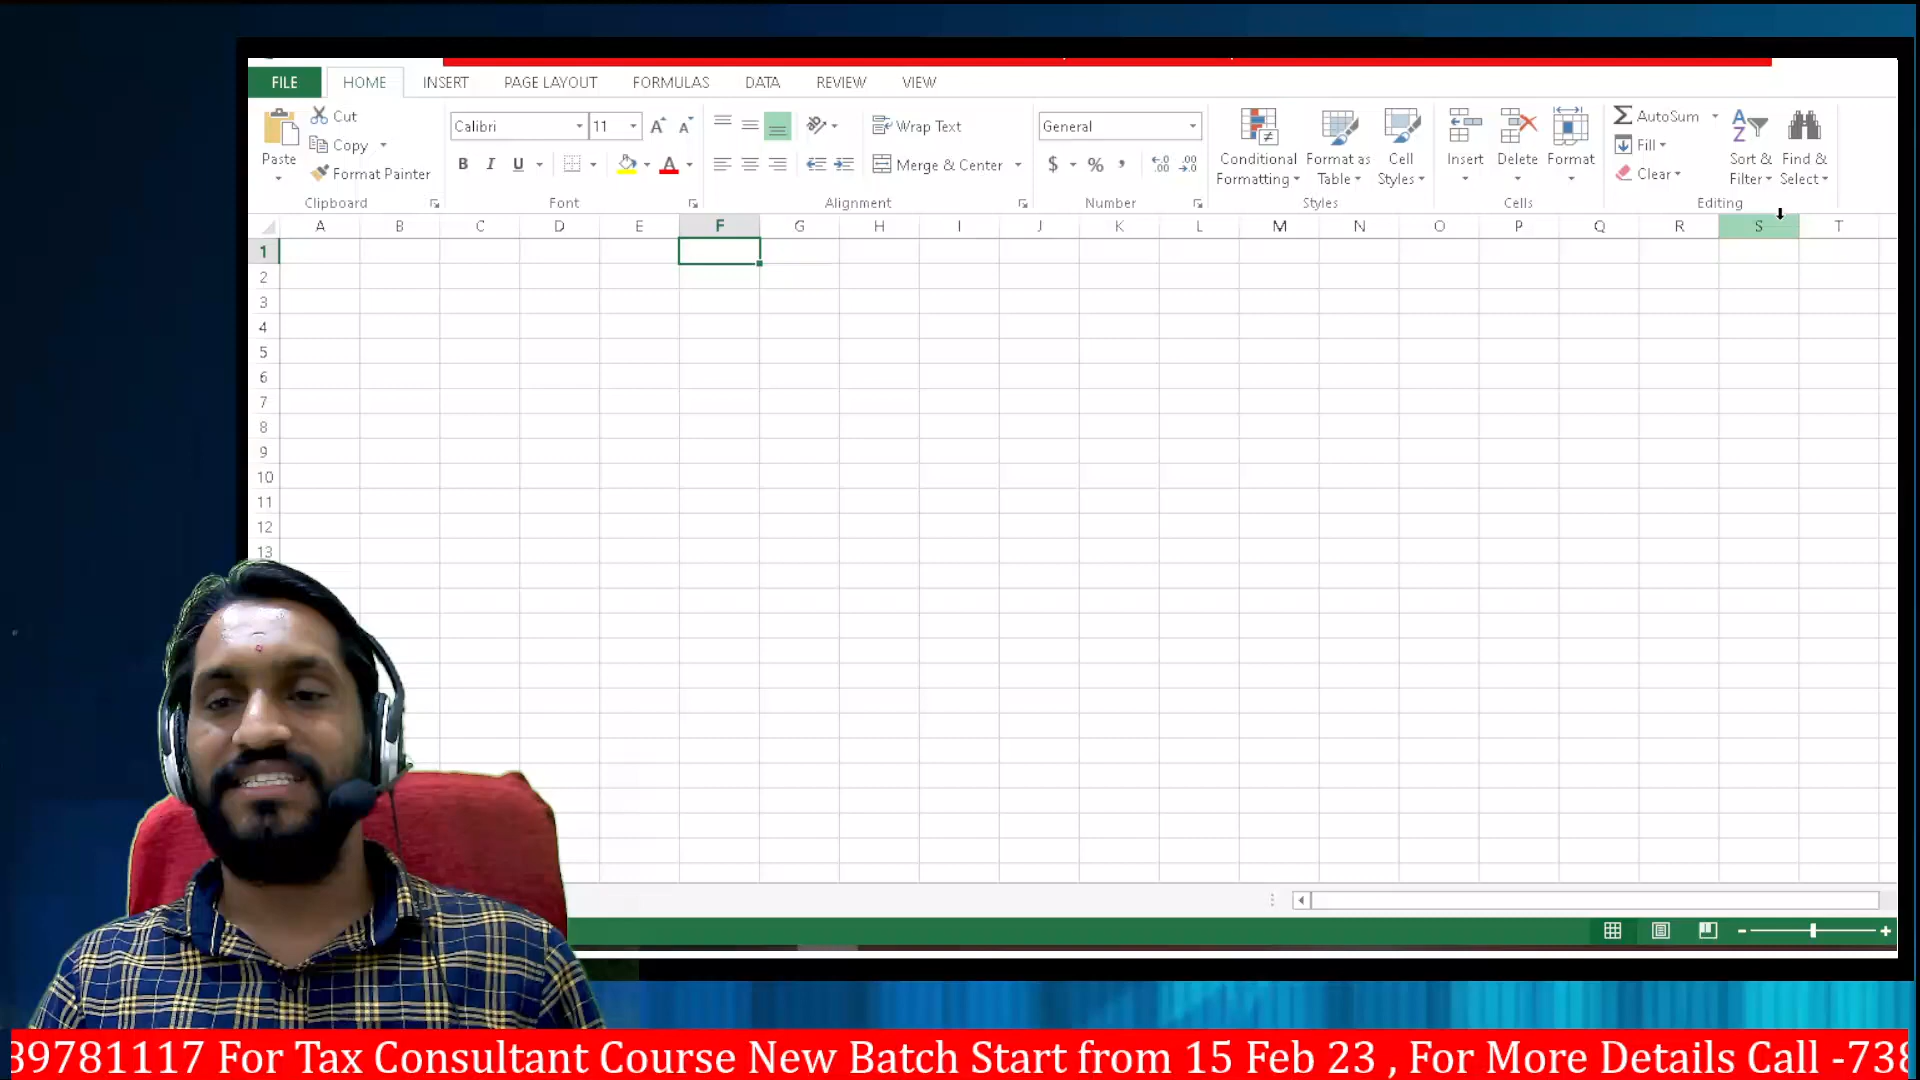 FILE HOME INSERT PAGE LAYOUT FORMULAS DATA REVIEW VIEW
Paste
Cut
Copy
Format Painter
Clipboard
Calibri 11
B I U A
Font
Wrap Text
Merge & Center
Alignment
General
$ % ,
Number
Conditional Formatting
Format as Table
Cell Styles
Styles
Insert Delete Format
Cells
AutoSum
Fill
Clear
Sort & Filter
Find & Select
Editing
A B C D E F G H I J K L M N O P Q R S T
1
2
3
4
5
6
7
8
9
10
11
12
13
39781117 For Tax Consultant Course New Batch Start from 15 Feb 23 , For More Details Call -738